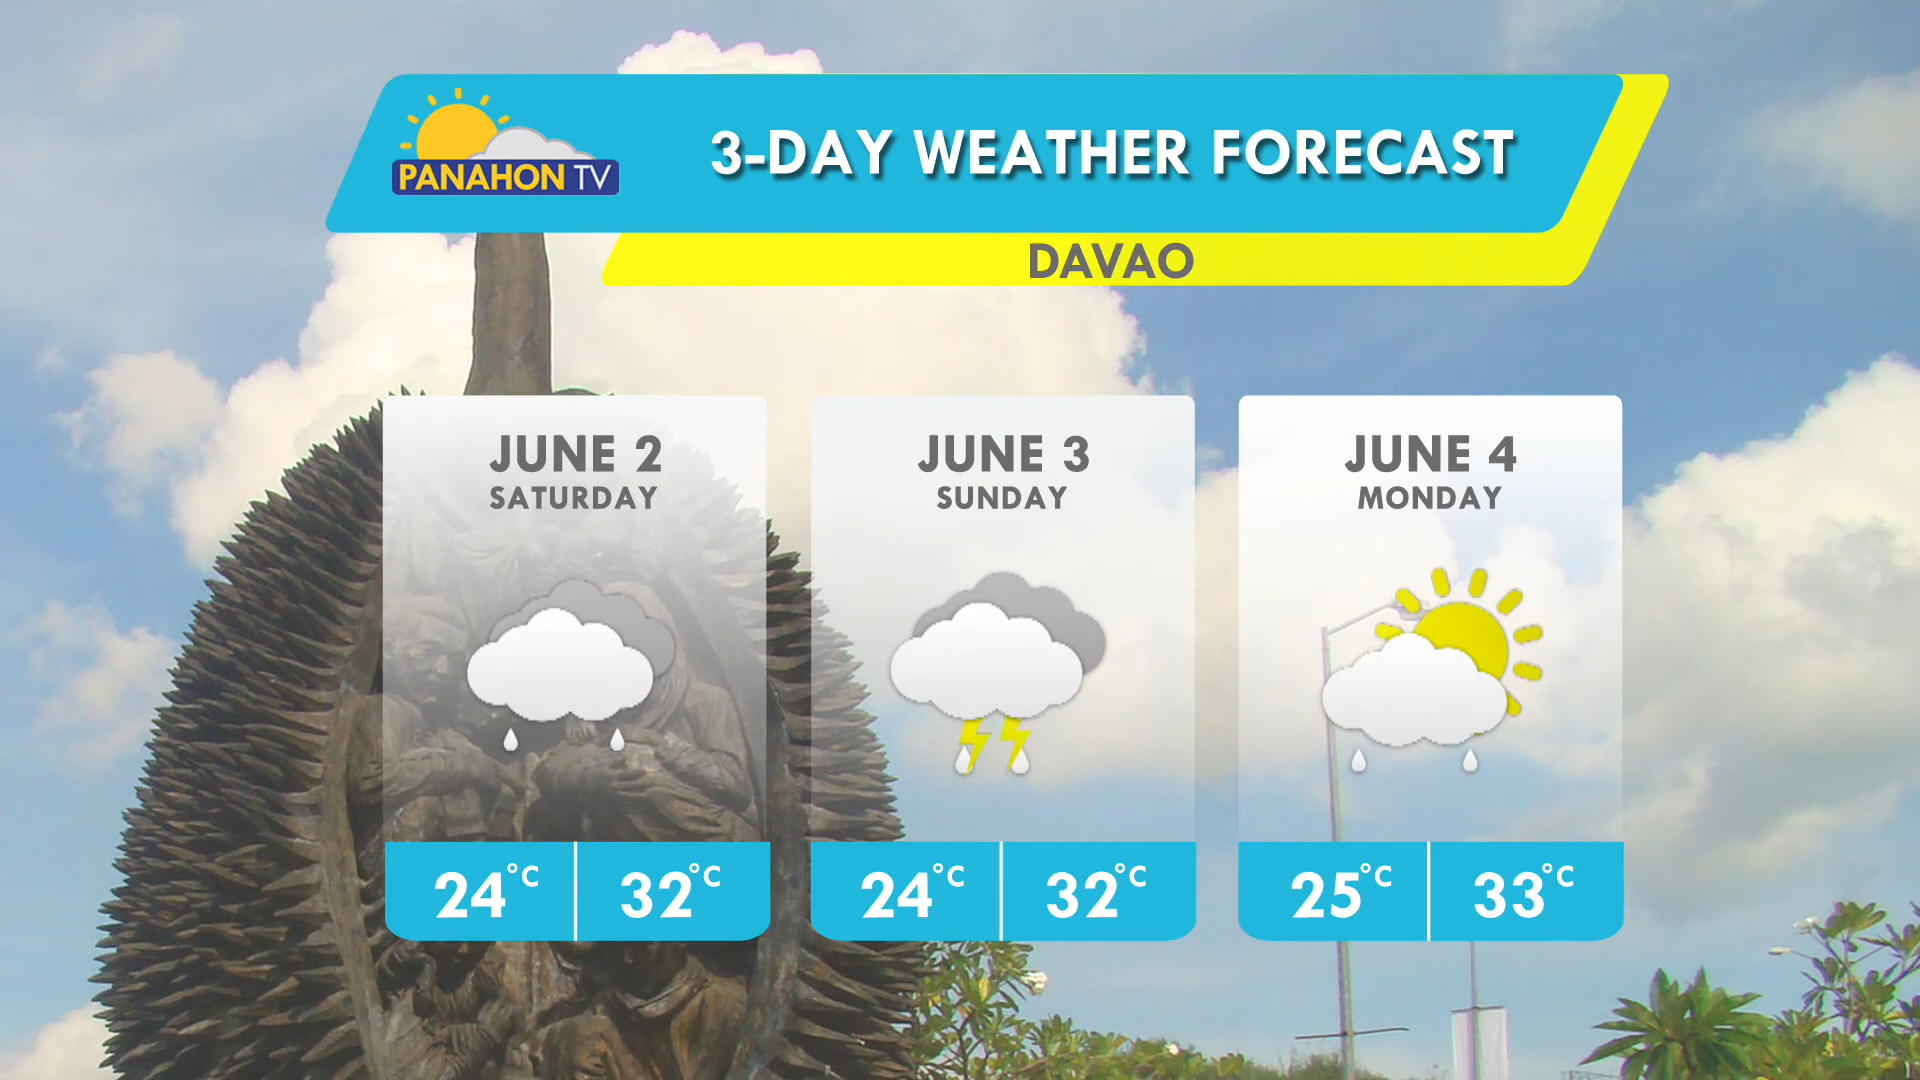 PANAHON TV
3-DAY WEATHER FORECAST
DAVAO
JUNE 2
SATURDAY
24°C
32°C
JUNE 3
SUNDAY
24°C
32°C
JUNE 4
MONDAY
25°C
33°C